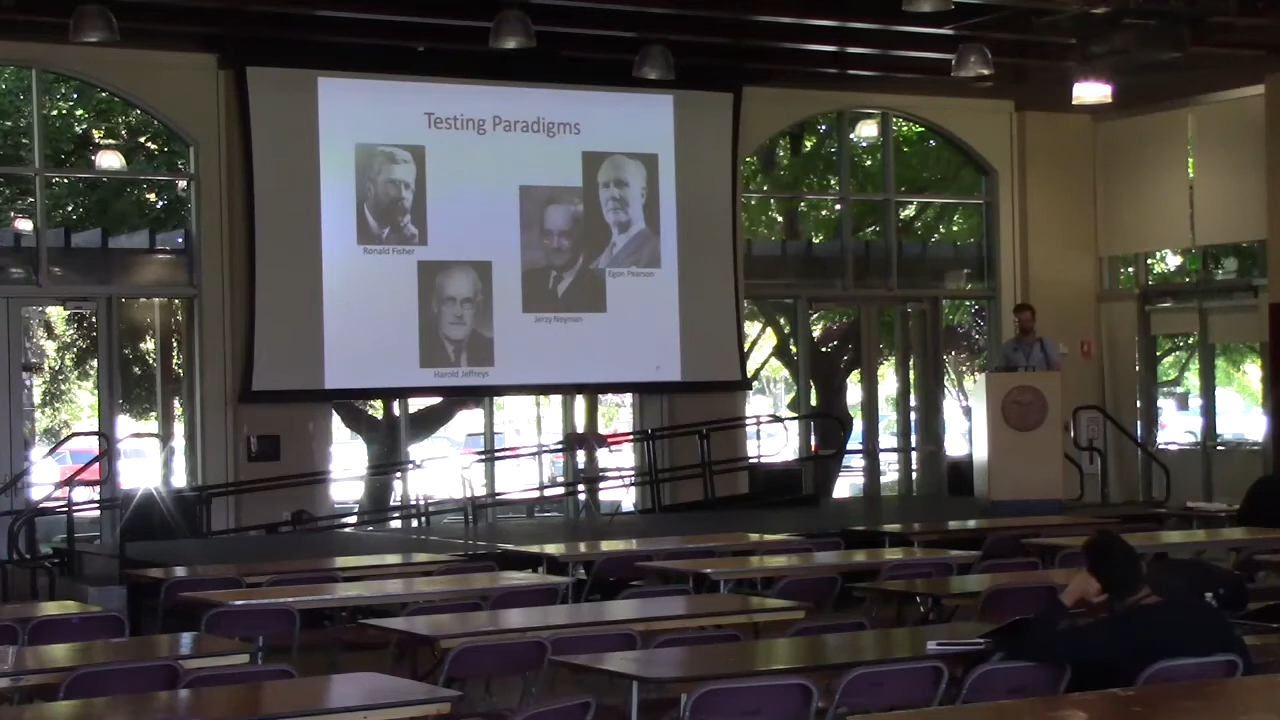 Testing Paradigms
Ronald Fisher
Egon Pearson
Jerzy Neyman
Harold Jeffreys